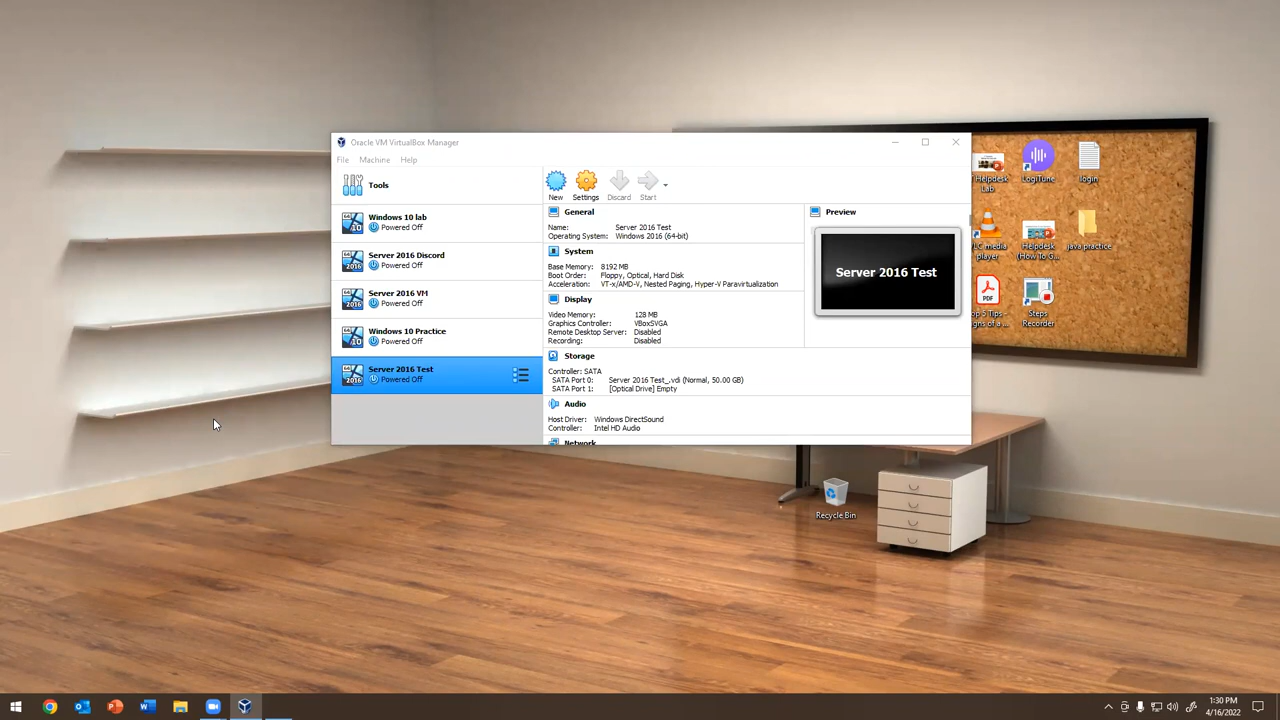 Oracle VM VirtualBox Manager
File Machine Help
Tools
New Settings Discard Start
Windows 10 lab
Powered Off
Server 2016 Discord
Powered Off
Server 2016 VM
Powered Off
Windows 10 Practice
Powered Off
Server 2016 Test
Powered Off
General
Name: Server 2016 Test
Operating System: Windows 2016 (64-bit)
System
Base Memory: 8192 MB
Boot Order: Floppy, Optical, Hard Disk
Acceleration: VT-x/AMD-V, Nested Paging, Hyper-V Paravirtualization
Display
Video Memory: 128 MB
Graphics Controller: VBoxSVGA
Remote Desktop Server: Disabled
Recording: Disabled
Storage
Controller: SATA
SATA Port 0: Server 2016 Test_.vdi (Normal, 50.00 GB)
SATA Port 1: [Optical Drive] Empty
Audio
Host Driver: Windows DirectSound
Controller: Intel HD Audio
Network
Preview
Server 2016 Test
Helpdesk
Lab
LogiTune
login
VLC media
player
Helpdesk
(How To G...
java practice
PDF
Steps
Recorder
Recycle Bin
1:30 PM
4/16/2022